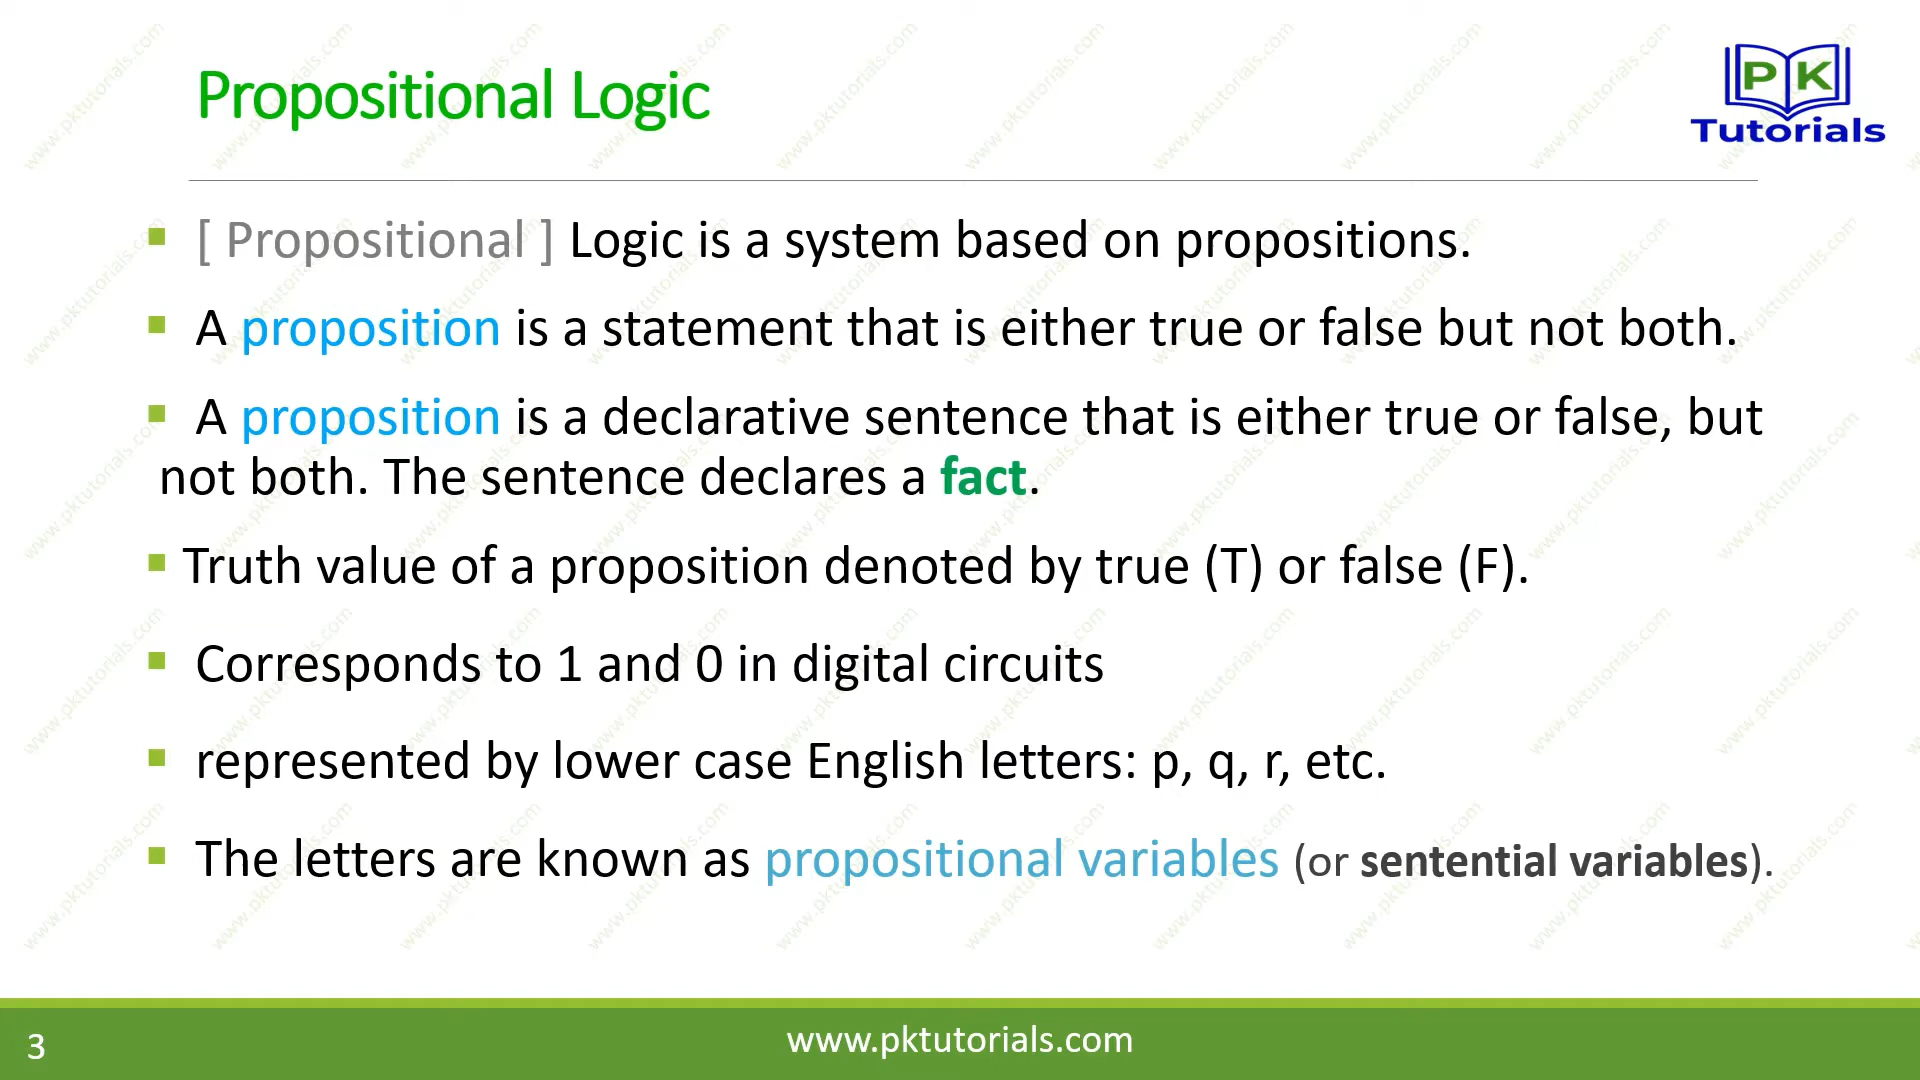 Propositional Logic
PK
Tutorials
[ Propositional ] Logic is a system based on propositions.
A proposition is a statement that is either true or false but not both.
A proposition is a declarative sentence that is either true or false, but
not both. The sentence declares a fact.
Truth value of a proposition denoted by true (T) or false (F).
Corresponds to 1 and 0 in digital circuits
represented by lower case English letters: p, q, r, etc.
The letters are known as propositional variables (or sentential variables).
3
www.pktutorials.com